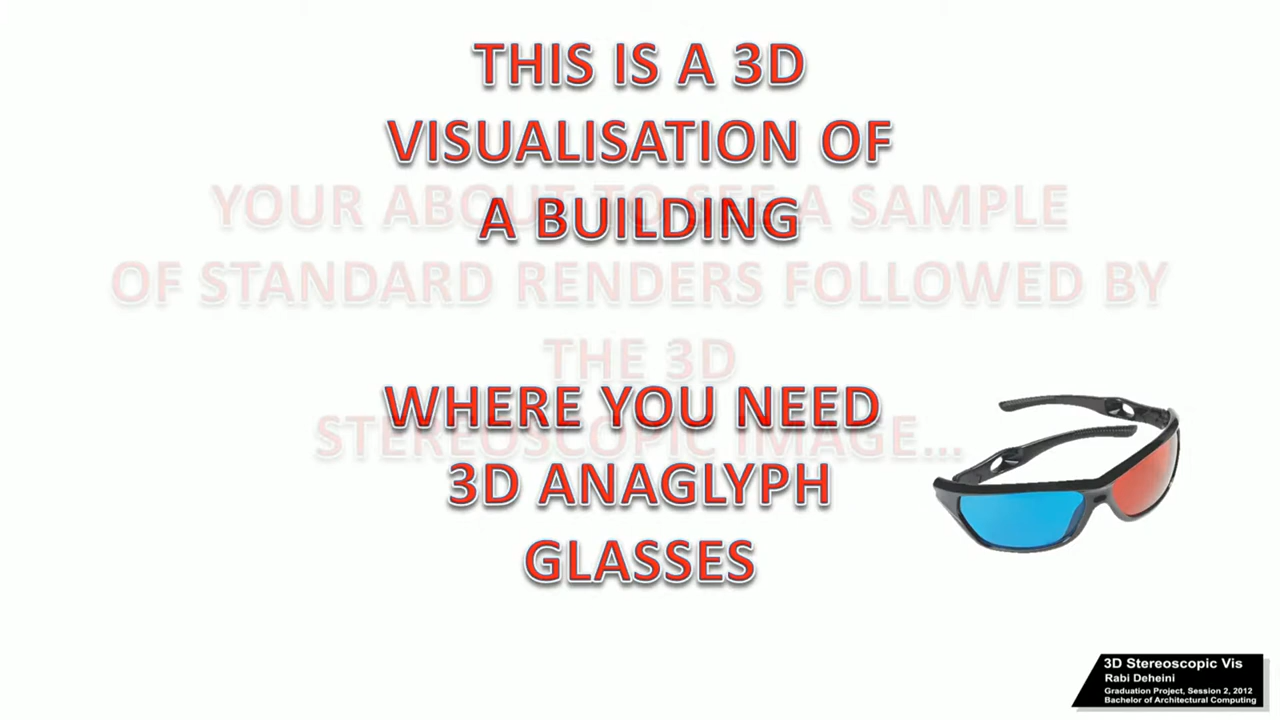 THIS IS A 3D
VISUALISATION OF
A BUILDING
WHERE YOU NEED
3D ANAGLYPH
GLASSES
YOUR ABOUT TO SEE A SAMPLE
OF STANDARD RENDERS FOLLOWED BY
THE 3D
STEREOSCOPIC IMAGE...
3D Stereoscopic Vis
Rabi Deheini
Graduation Project, Session 2, 2012
Bachelor of Architectural Computing